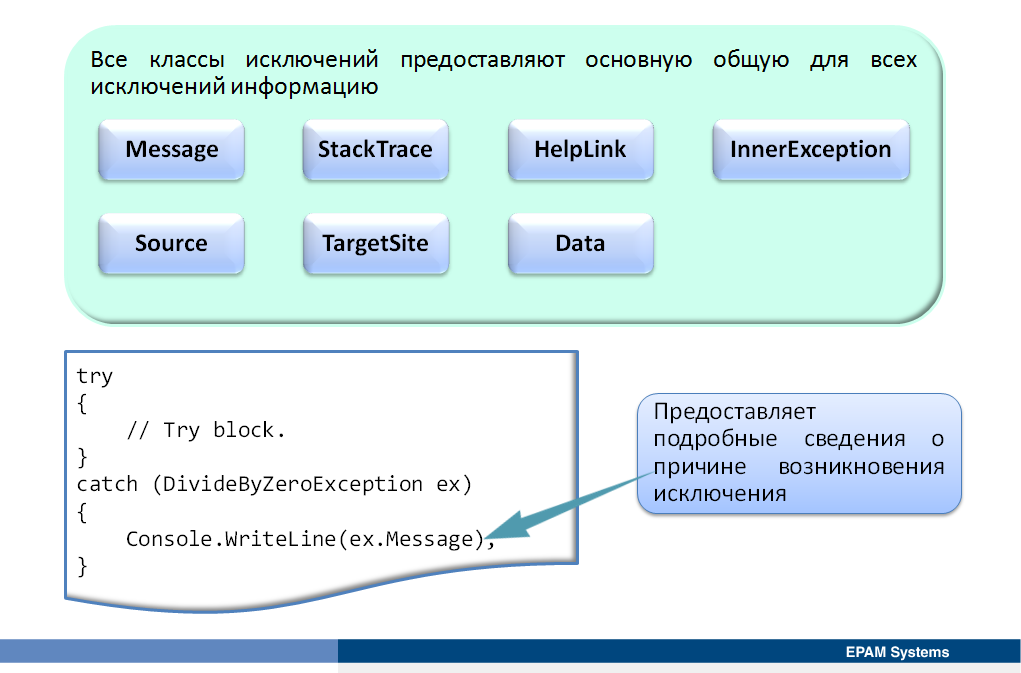 Все классы исключений предоставляют основную общую для всех
исключений информацию
Message StackTrace HelpLink InnerException
Source TargetSite Data
try
{
    // Try block.
}
catch (DivideByZeroException ex)
{
    Console.WriteLine(ex.Message);
}
Предоставляет
подробные сведения о
причине возникновения
исключения
EPAM Systems